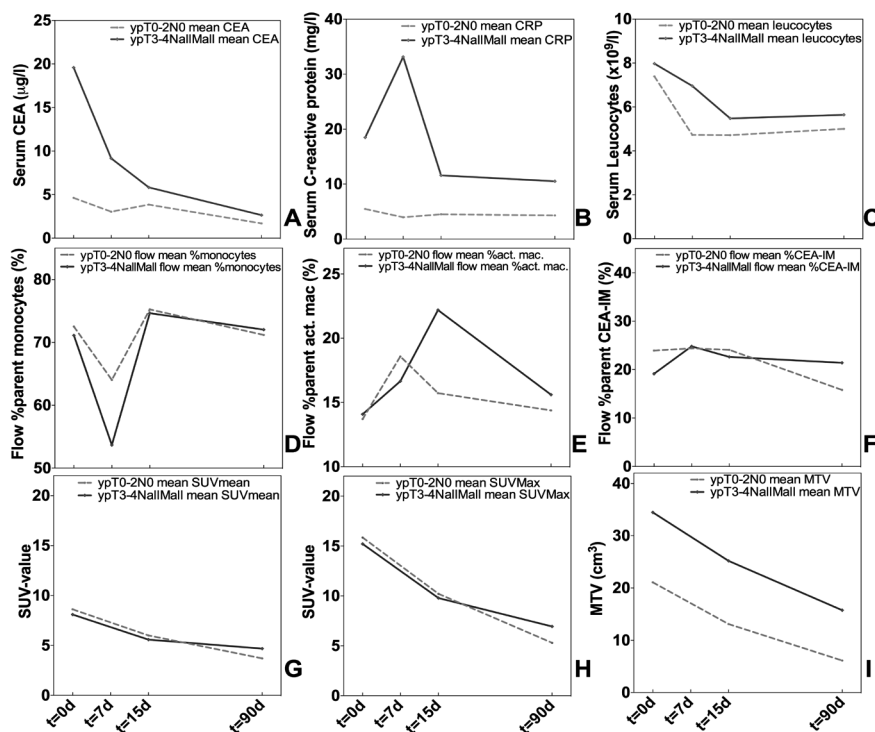 ypT0-2N0 mean CEA
ypT3-4NallMall mean CEA
Serum CEA (μg/l)
25
20
15
10
5
0
A
ypT0-2N0 mean CRP
ypT3-4NallMall mean CRP
Serum C-reactive protein (mg/l)
40
30
20
10
0
B
ypT0-2N0 mean leucocytes
ypT3-4NallMall mean leucocytes
Serum Leucocytes (x10⁹/l)
10
8
6
4
2
0
C
ypT0-2N0 flow mean %monocytes
ypT3-4NallMall flow mean %monocytes
Flow %parent monocytes (%)
80
70
60
50
D
ypT0-2N0 flow mean %act. mac.
ypT3-4NallMall flow mean %act. mac.
Flow %parent act. mac (%)
25
20
15
10
E
ypT0-2N0 flow mean %CEA-IM
ypT3-4NallMall flow mean %CEA-IM
Flow %parent CEA-IM (%)
50
40
30
20
10
0
F
ypT0-2N0 mean SUVmean
ypT3-4NallMall mean SUVmean
SUV-value
20
15
10
5
0
G
t=0d
t=7d
t=15d
t=90d
ypT0-2N0 mean SUVMax
ypT3-4NallMall mean SUVMax
SUV-value
20
15
10
5
0
H
t=0d
t=7d
t=15d
t=90d
ypT0-2N0 mean MTV
ypT3-4NallMall mean MTV
MTV (cm³)
40
30
20
10
0
I
t=0d
t=7d
t=15d
t=90d